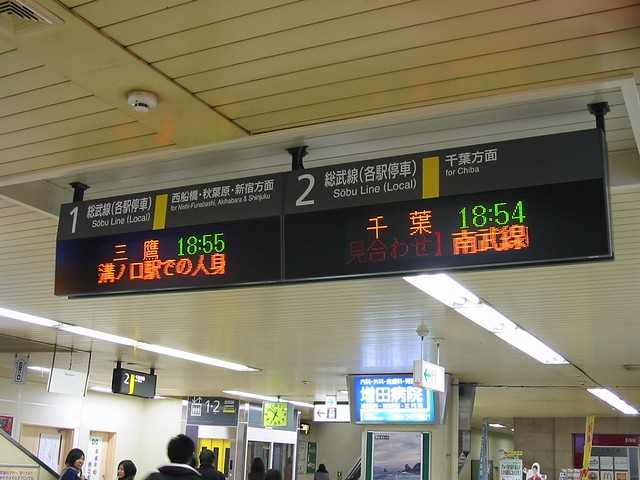 1 総武線(各駅停車)
Sōbu Line (Local)
西船橋・秋葉原・新宿方面
for Nishi-Funabashi, Akihabara & Shinjuku
三鷹 18:55
溝ノ口駅での人身
2 総武線(各駅停車)
Sōbu Line (Local)
千葉方面
for Chiba
千葉 18:54
見合わせ】南武線
2
1-2
増田病院